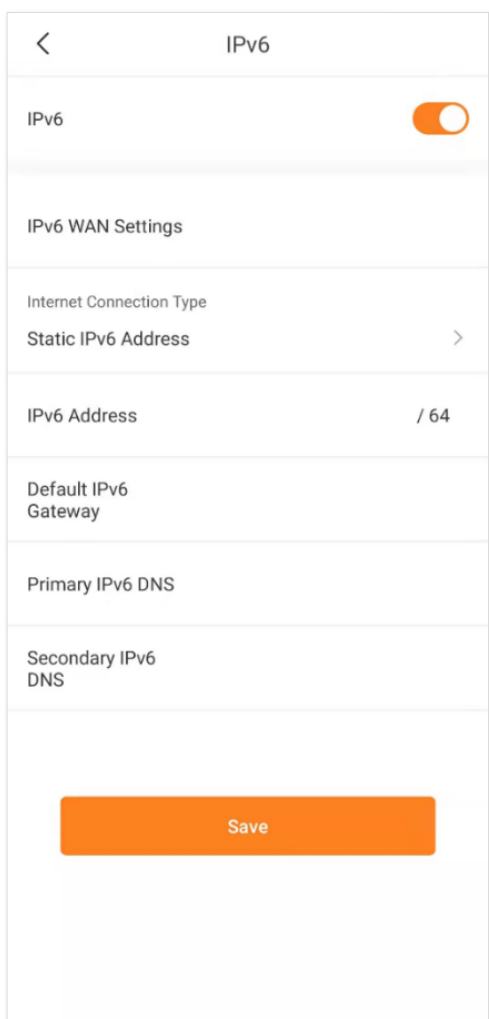 IPv6
IPv6
IPv6 WAN Settings
Internet Connection Type
Static IPv6 Address
IPv6 Address / 64
Default IPv6
Gateway
Primary IPv6 DNS
Secondary IPv6
DNS
Save